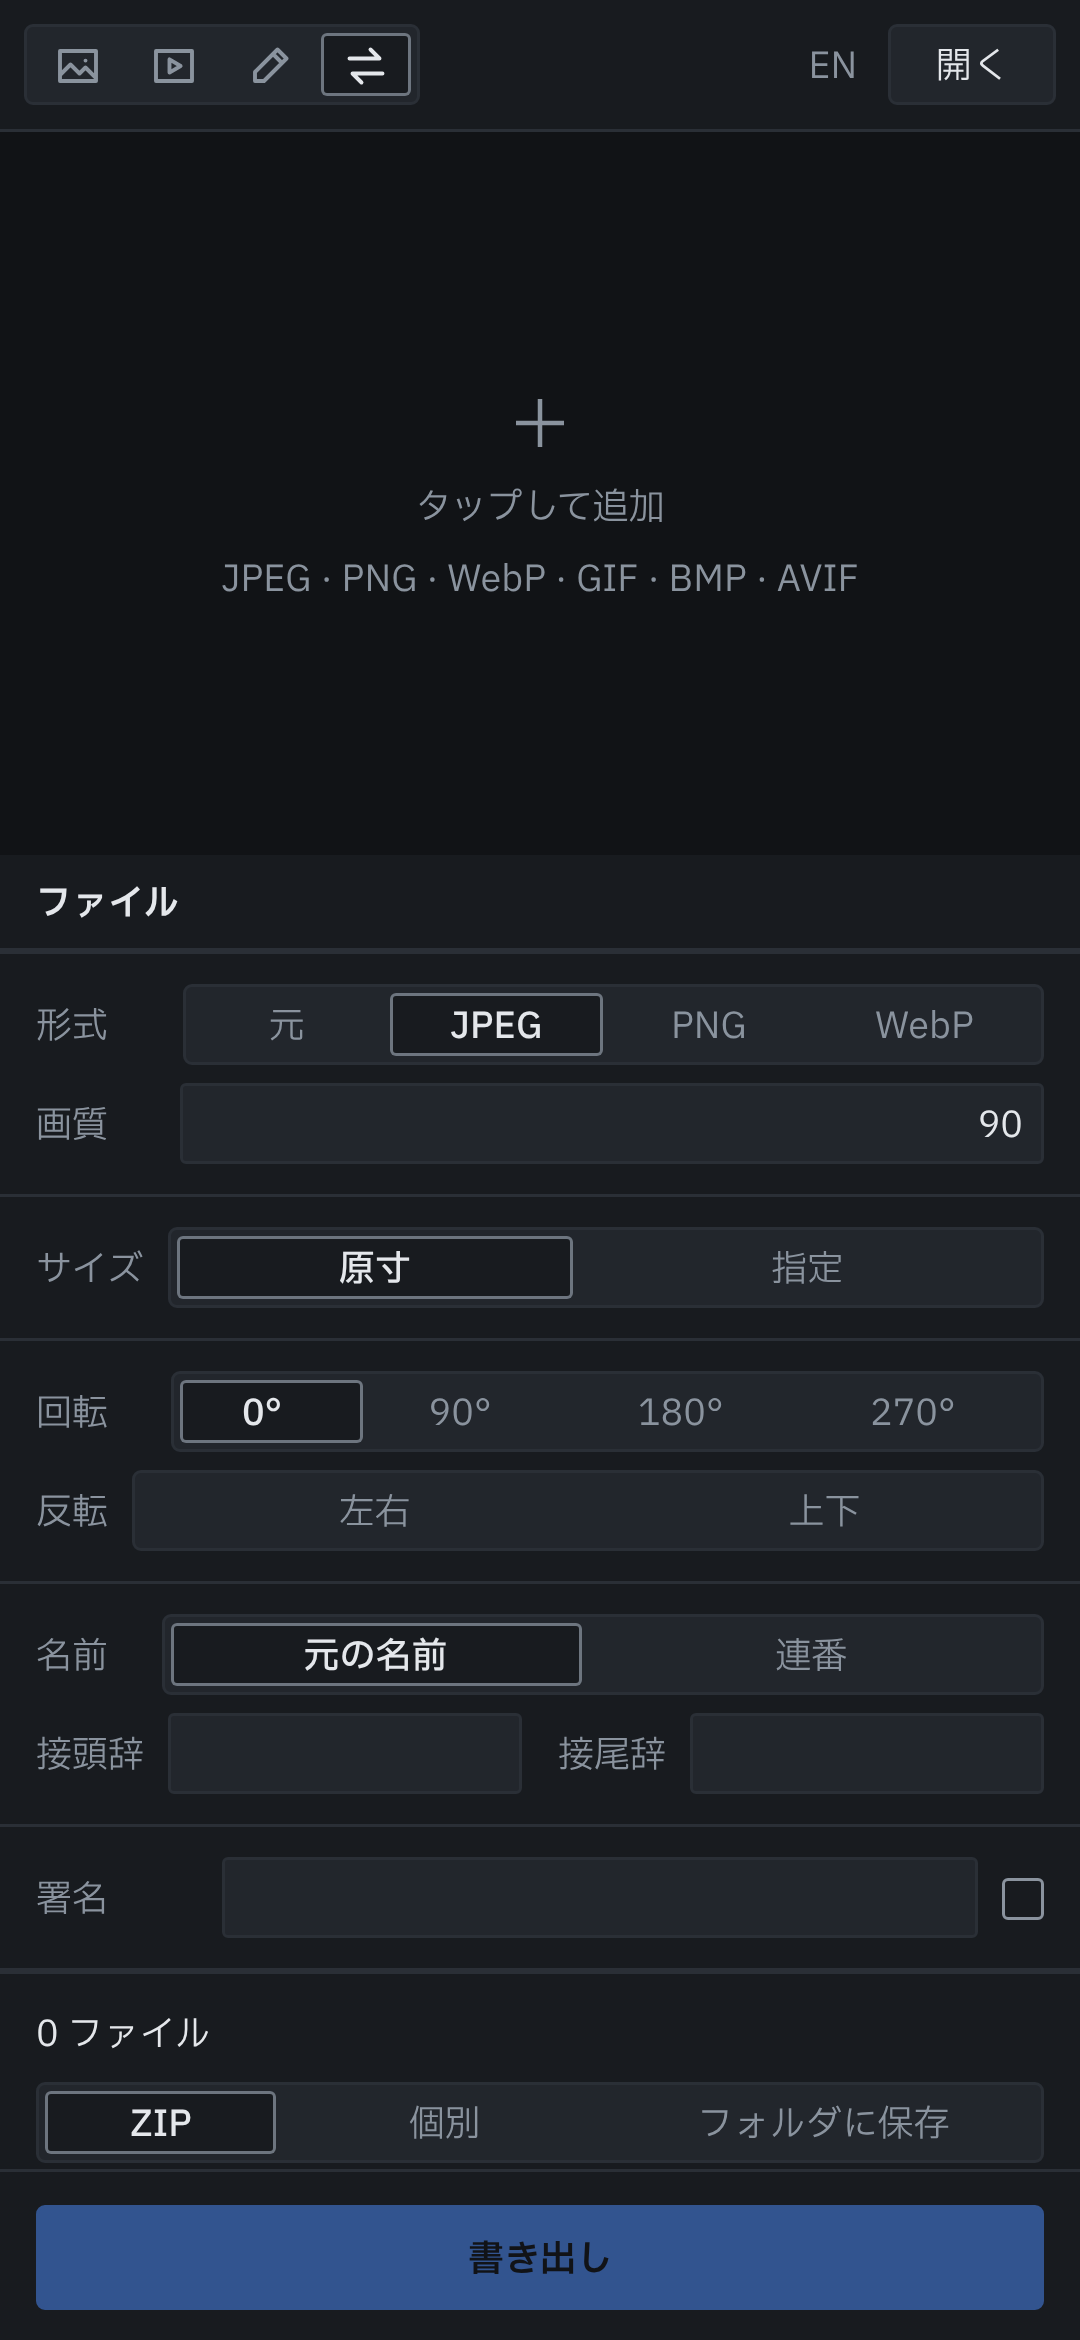 EN 開く
タップして追加
JPEG · PNG · WebP · GIF · BMP · AVIF
ファイル
形式 元 JPEG PNG WebP
画質 90
サイズ 原寸 指定
回転 0° 90° 180° 270°
反転 左右 上下
名前 元の名前 連番
接頭辞 接尾辞
署名
0 ファイル
ZIP 個別 フォルダに保存
書き出し